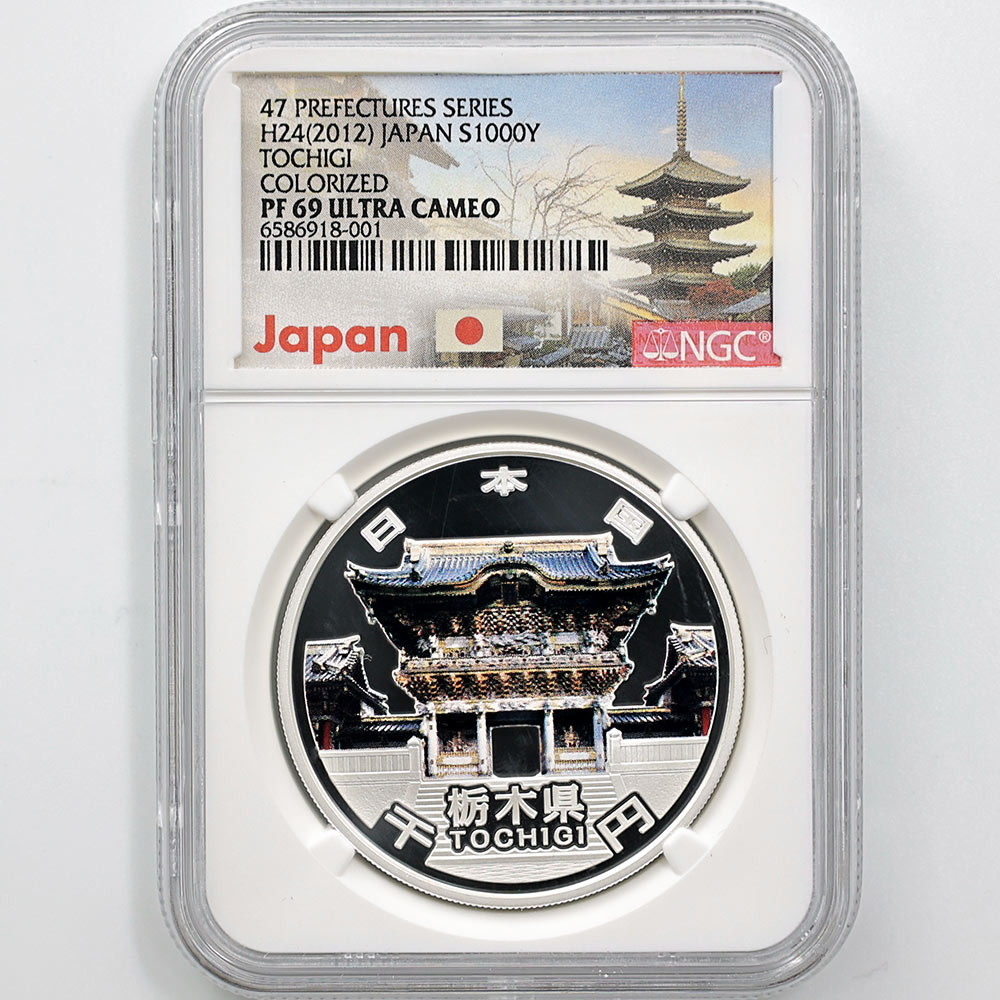 47 PREFECTURES SERIES
H24(2012) JAPAN S1000Y
TOCHIGI
COLORIZED
PF 69 ULTRA CAMEO
6586918-001
Japan
NGC®
日本国
栃木県
TOCHIGI
千円